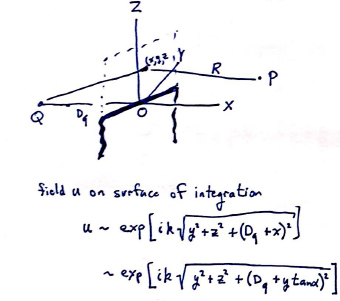 Z
(x,y,z)
Y
R
P
Q
D_q
O
X
field u on surface of integration
u ~ exp[ik√(y²+z²+(D_q+x)²)]
~ exp[ik√(y²+z²+(D_q+y tanα)²)]